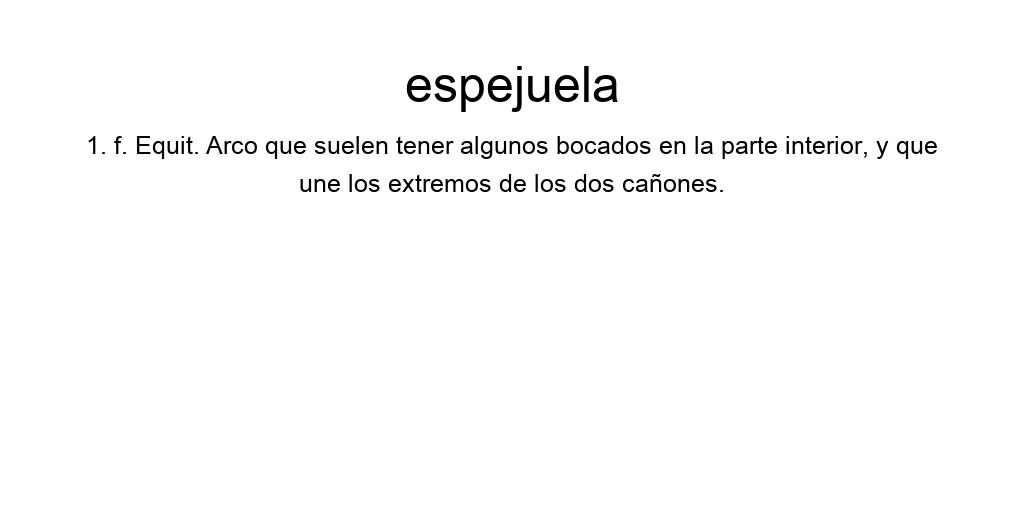 espejuela
1. f. Equit. Arco que suelen tener algunos bocados en la parte interior, y que
une los extremos de los dos cañones.